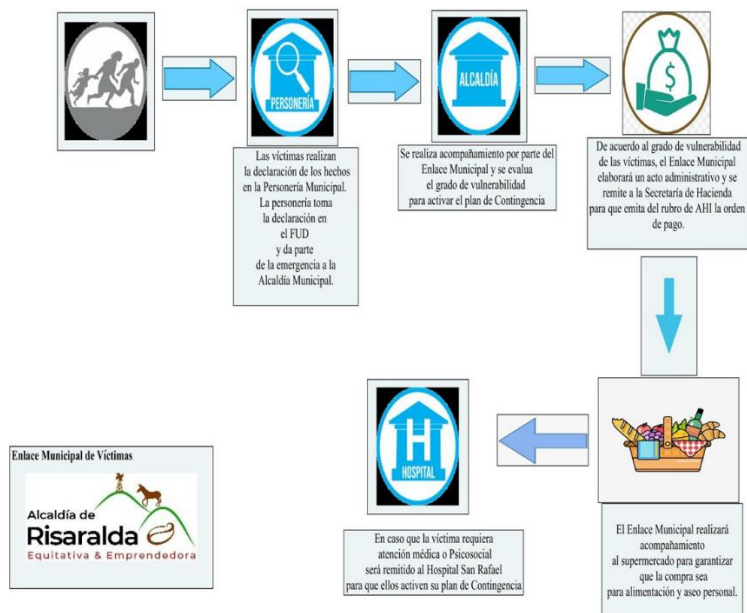 PERSONERÍA
ALCALDÍA
$
Las víctimas realizan
la declaración de los hechos
en la Personería Municipal.
La personería toma
la declaración en
el FUD
y da parte
de la emergencia a la
Alcaldía Municipal.
Se realiza acompañamiento por parte del
Enlace Municipal y se evalua
el grado de vulnerabilidad
para activar el plan de Contingencia
De acuerdo al grado de vulnerabilidad
de las víctimas, el Enlace Municipal
elaborará un acto administrativo y se
remite a la Secretaría de Hacienda
para que emita del rubro de AHI la orden
de pago.
El Enlace Municipal realizará
acompañamiento
al supermercado para garantizar
que la compra sea
para alimentación y aseo personal.
H
HOSPITAL
En caso que la víctima requiera
atención médica o Psicosocial
será remitido al Hospital San Rafael
para que ellos activen su plan de Contingencia
Enlace Municipal de Víctimas
Alcaldía de
Risaralda
Equitativa & Emprendedora